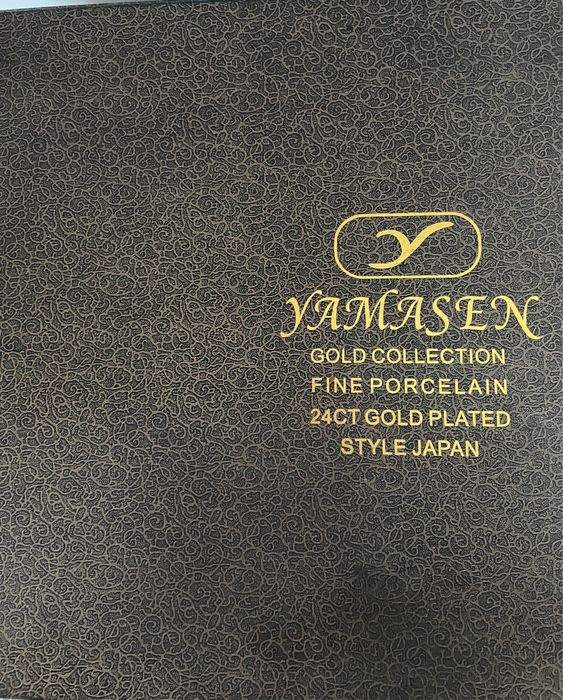 Y
YAMASEN
GOLD COLLECTION
FINE PORCELAIN
24CT GOLD PLATED
STYLE JAPAN